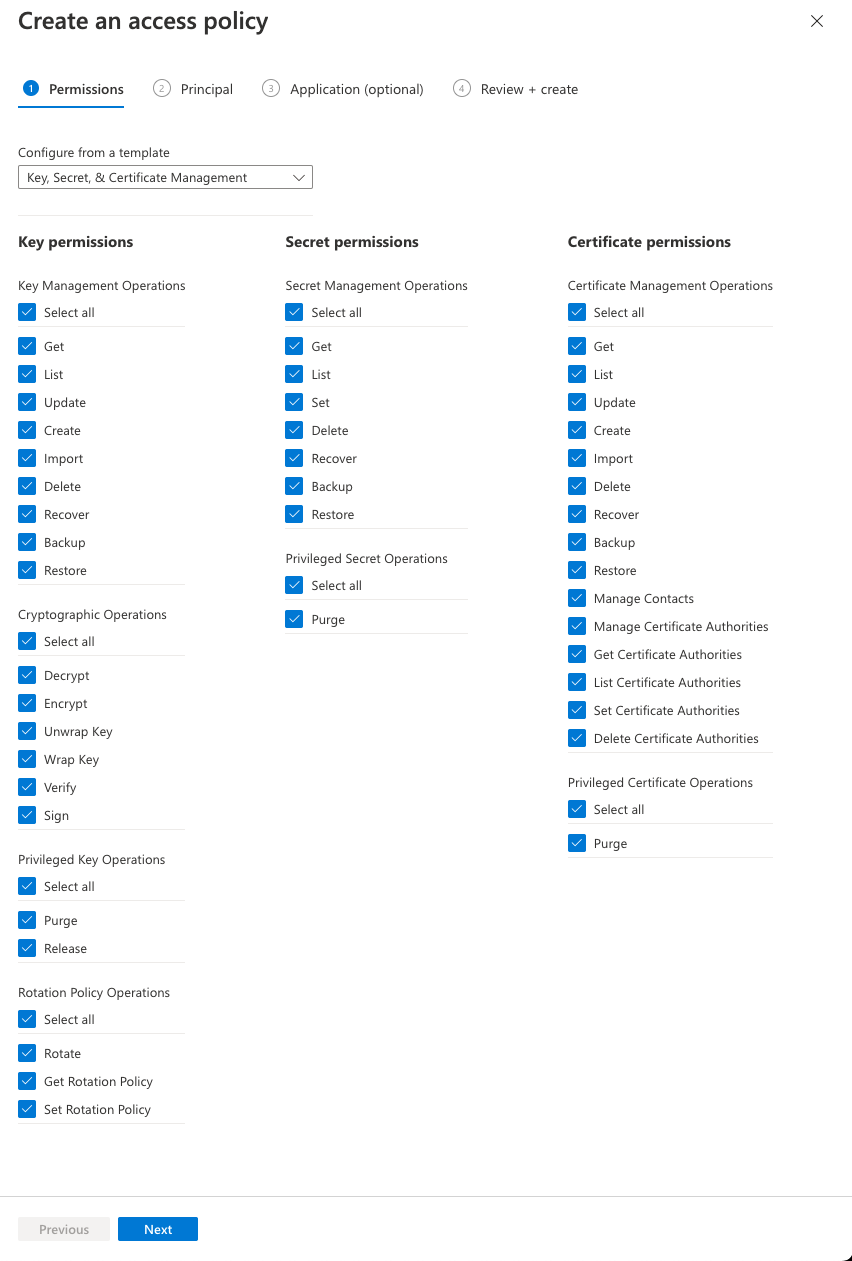 Create an access policy
1 Permissions
2 Principal
3 Application (optional)
4 Review + create
Configure from a template
Key, Secret, & Certificate Management
Key permissions
Key Management Operations
Select all
Get
List
Update
Create
Import
Delete
Recover
Backup
Restore
Cryptographic Operations
Select all
Decrypt
Encrypt
Unwrap Key
Wrap Key
Verify
Sign
Privileged Key Operations
Select all
Purge
Release
Rotation Policy Operations
Select all
Rotate
Get Rotation Policy
Set Rotation Policy
Secret permissions
Secret Management Operations
Select all
Get
List
Set
Delete
Recover
Backup
Restore
Privileged Secret Operations
Select all
Purge
Certificate permissions
Certificate Management Operations
Select all
Get
List
Update
Create
Import
Delete
Recover
Backup
Restore
Manage Contacts
Manage Certificate Authorities
Get Certificate Authorities
List Certificate Authorities
Set Certificate Authorities
Delete Certificate Authorities
Privileged Certificate Operations
Select all
Purge
Previous
Next